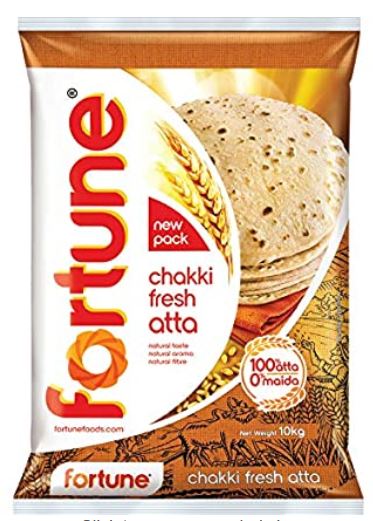 fortune®
new
pack
chakki
fresh
atta
natural taste
natural aroma
natural fibre
100% atta
0% maida
fortunefoods.com
Net Weight 10kg
fortune
chakki fresh atta